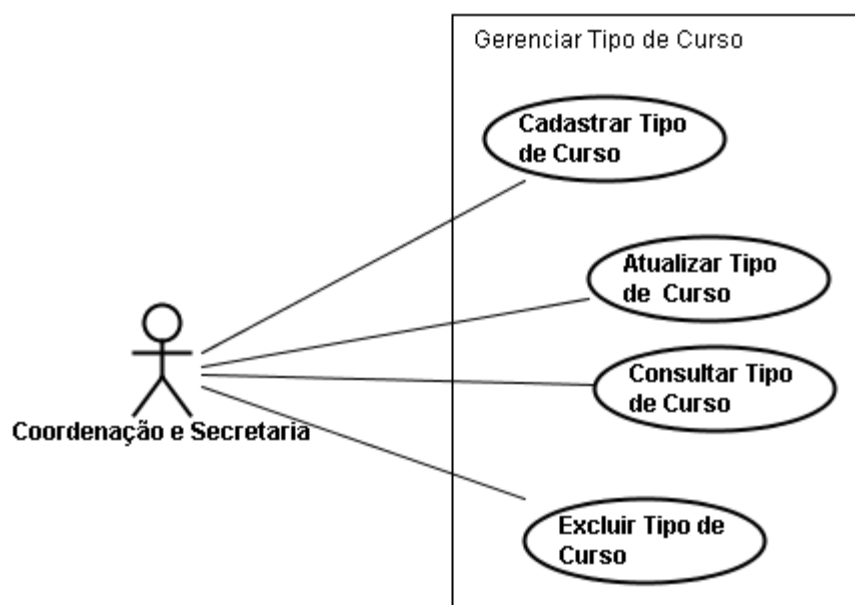 Gerenciar Tipo de Curso
Cadastrar Tipo
de Curso
Atualizar Tipo
de Curso
Consultar Tipo
de Curso
Coordenação e Secretaria
Excluir Tipo de
Curso